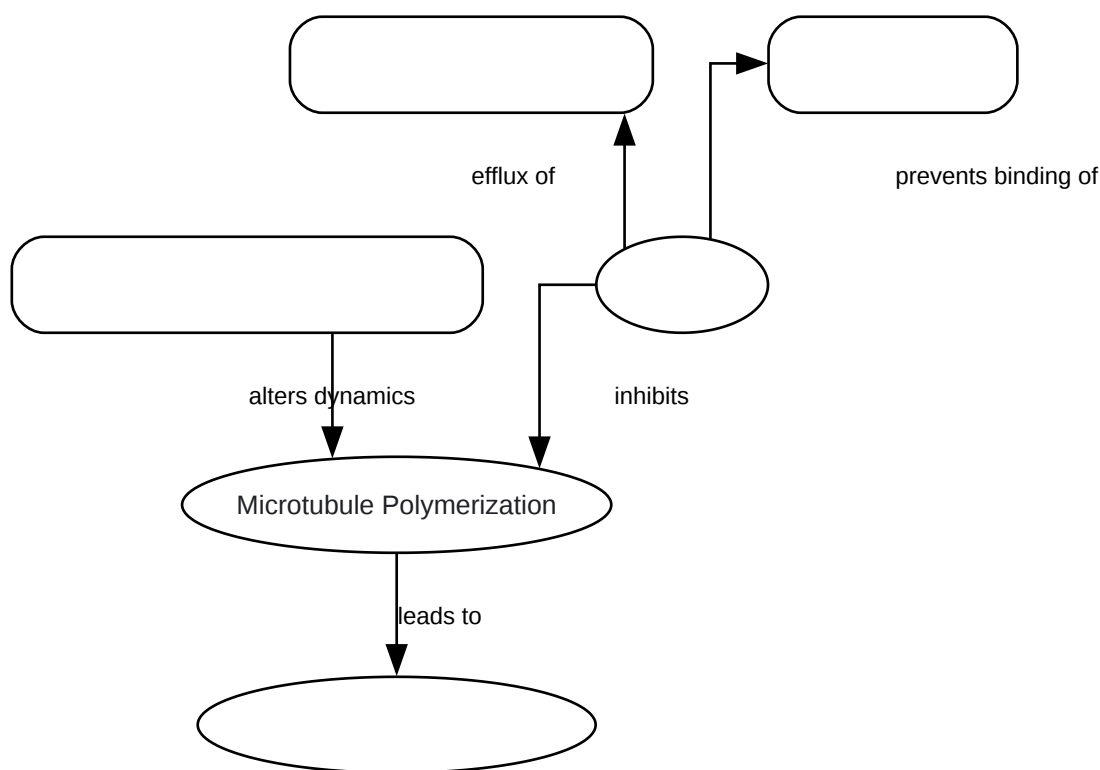 efflux of
prevents binding of
alters dynamics
inhibits
Microtubule Polymerization
leads to